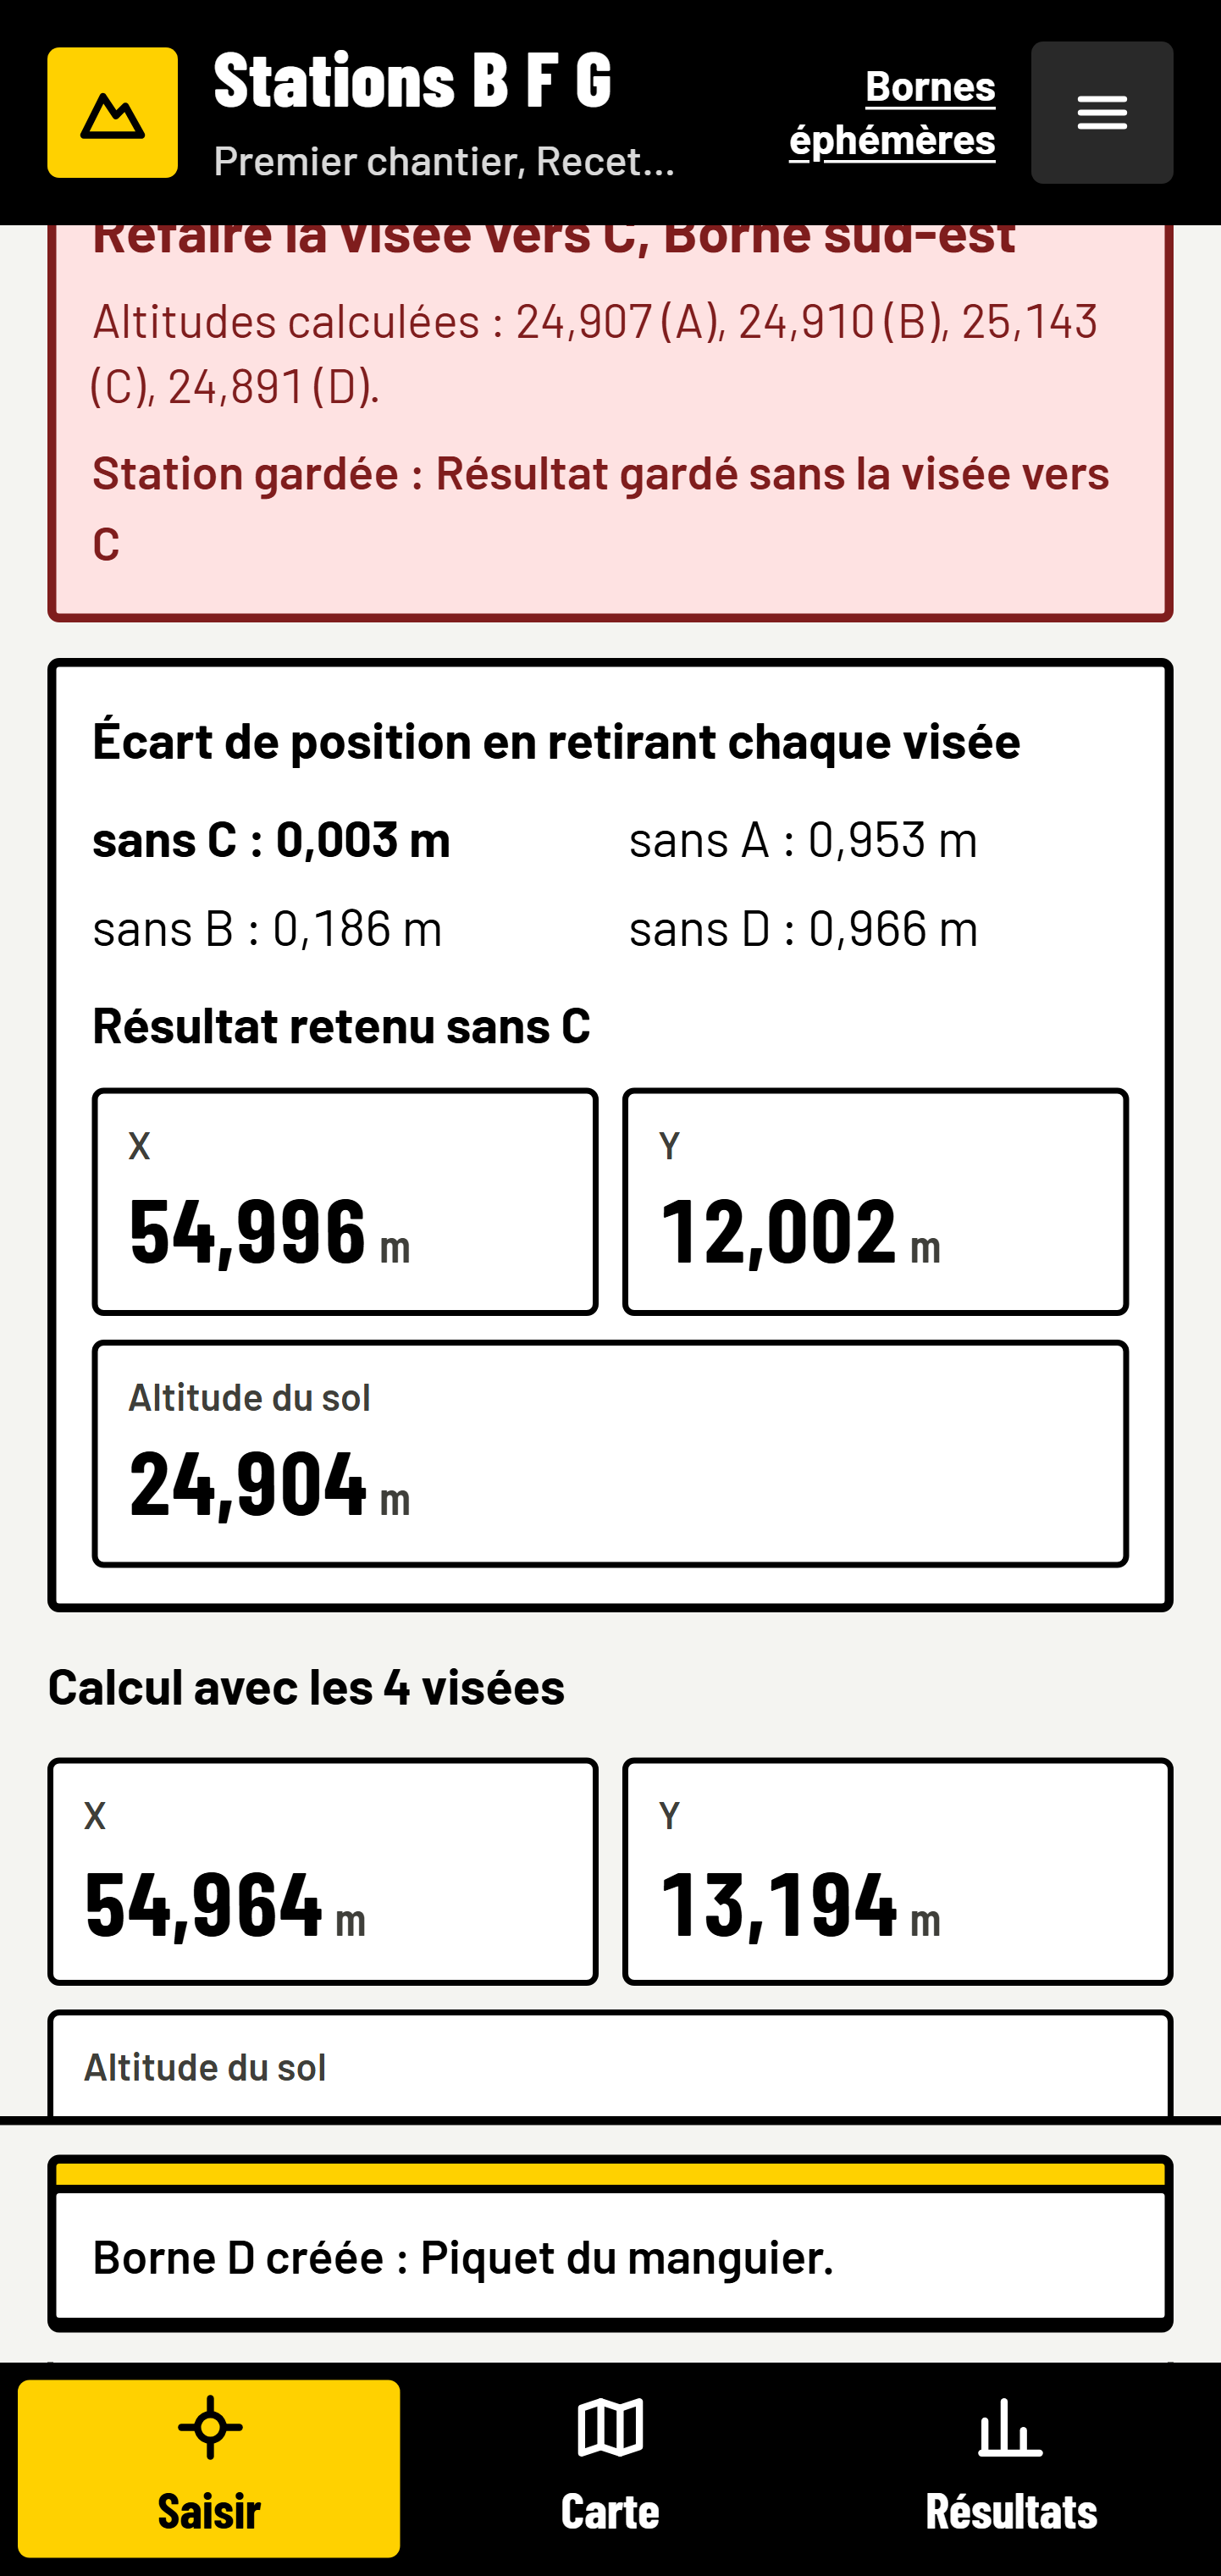 Stations B F G
Premier chantier, Recet...
Bornes
éphémères
Refaire la visée vers C, Borne sud-est
Altitudes calculées : 24,907 (A), 24,910 (B), 25,143
(C), 24,891 (D).
Station gardée : Résultat gardé sans la visée vers
C
Écart de position en retirant chaque visée
sans C : 0,003 m
sans A : 0,953 m
sans B : 0,186 m
sans D : 0,966 m
Résultat retenu sans C
X
54,996 m
Y
12,002 m
Altitude du sol
24,904 m
Calcul avec les 4 visées
X
54,964 m
Y
13,194 m
Altitude du sol
Borne D créée : Piquet du manguier.
Saisir
Carte
Résultats